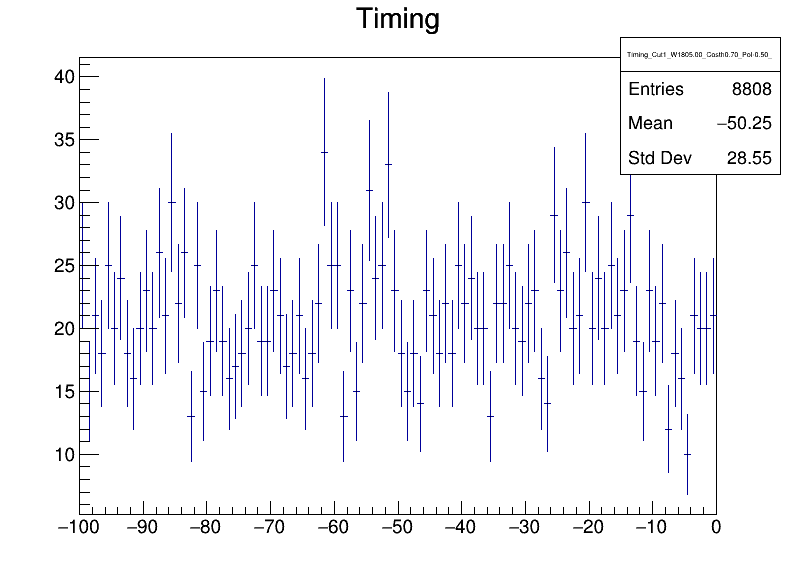 Timing
Timing_Cut1_W1805.00_Costh0.70_Pol-0.50_
Entries 8808
Mean −50.25
Std Dev 28.55
40
35
30
25
20
15
10
−100 −90 −80 −70 −60 −50 −40 −30 −20 −10 0